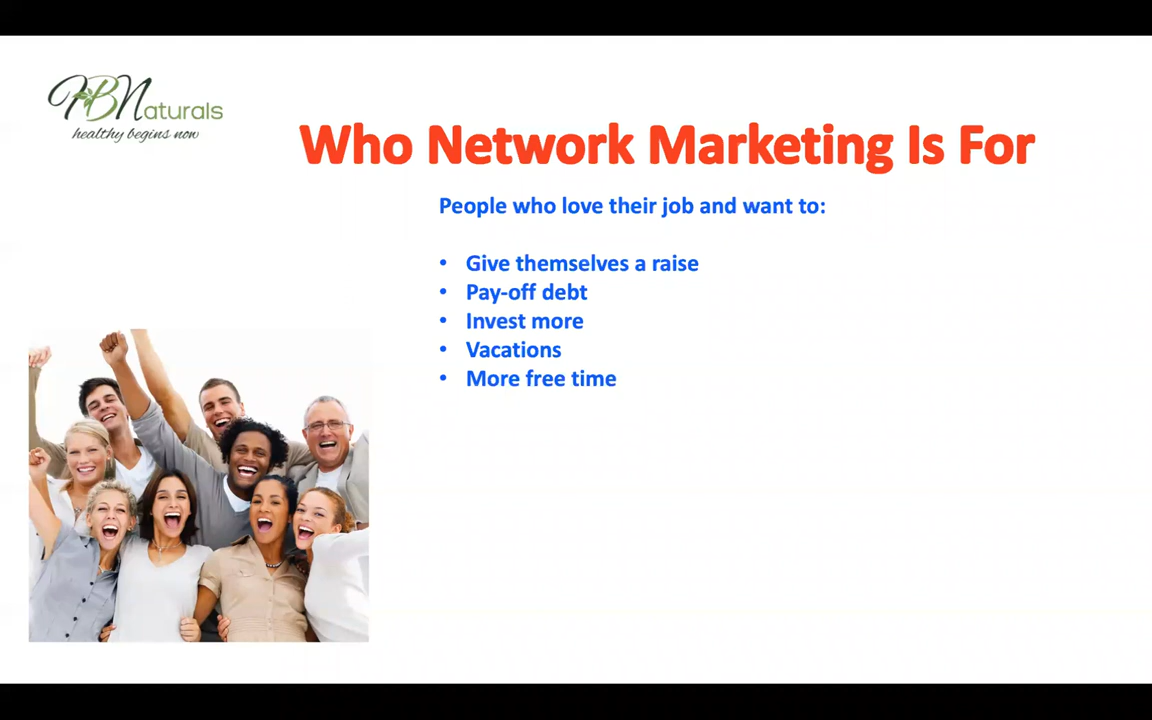 HBNaturals
healthy begins now
Who Network Marketing Is For
People who love their job and want to:
• Give themselves a raise
• Pay-off debt
• Invest more
• Vacations
• More free time